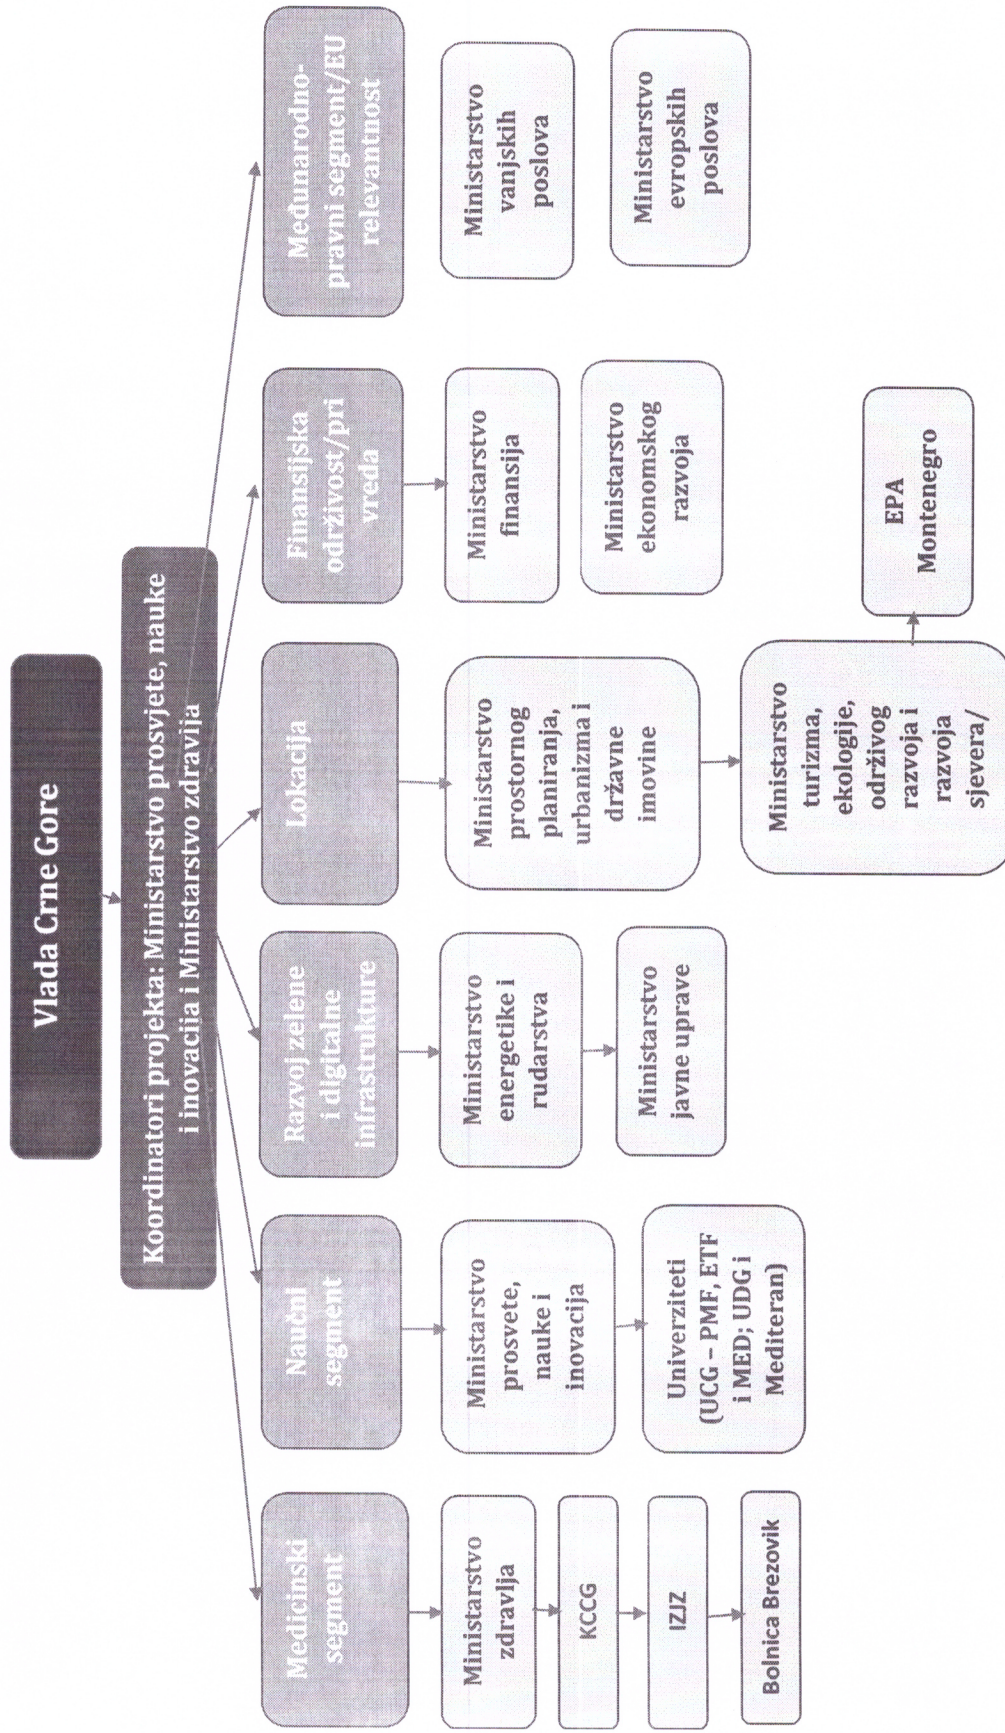 Vlada Crne Gore
Koordinatori projekta: Ministarstvo prosvjete, nauke
i inovacija i Ministarstvo zdravija
Medicinski
segment
Ministarstvo
zdravlja
KCCG
IZJZ
Bolnica Brezovik
Naučni
segment
Ministarstvo
prosvete,
nauke i
inovacija
Univerziteti
(UCG – PMF, ETF
i MED; UDG i
Mediteran)
Razvoj zelene
i digitalne
infrastrukture
Ministarstvo
energetike i
rudarstva
Ministarstvo
javne uprave
Lokacija
Ministarstvo
prostornog
planiranja,
urbanizma i
državne
imovine
Ministarstvo
turizma,
ekologije,
održivog
razvoja i
razvoja
sjevera/
EPA
Montenegro
Finansijska
održivost/pri
vreda
Ministarstvo
finansija
Ministarstvo
ekonomskog
razvoja
Međunarodno-
pravni segment/EU
relevantnost
Ministarstvo
vanjskih
poslova
Ministarstvo
evropskih
poslova